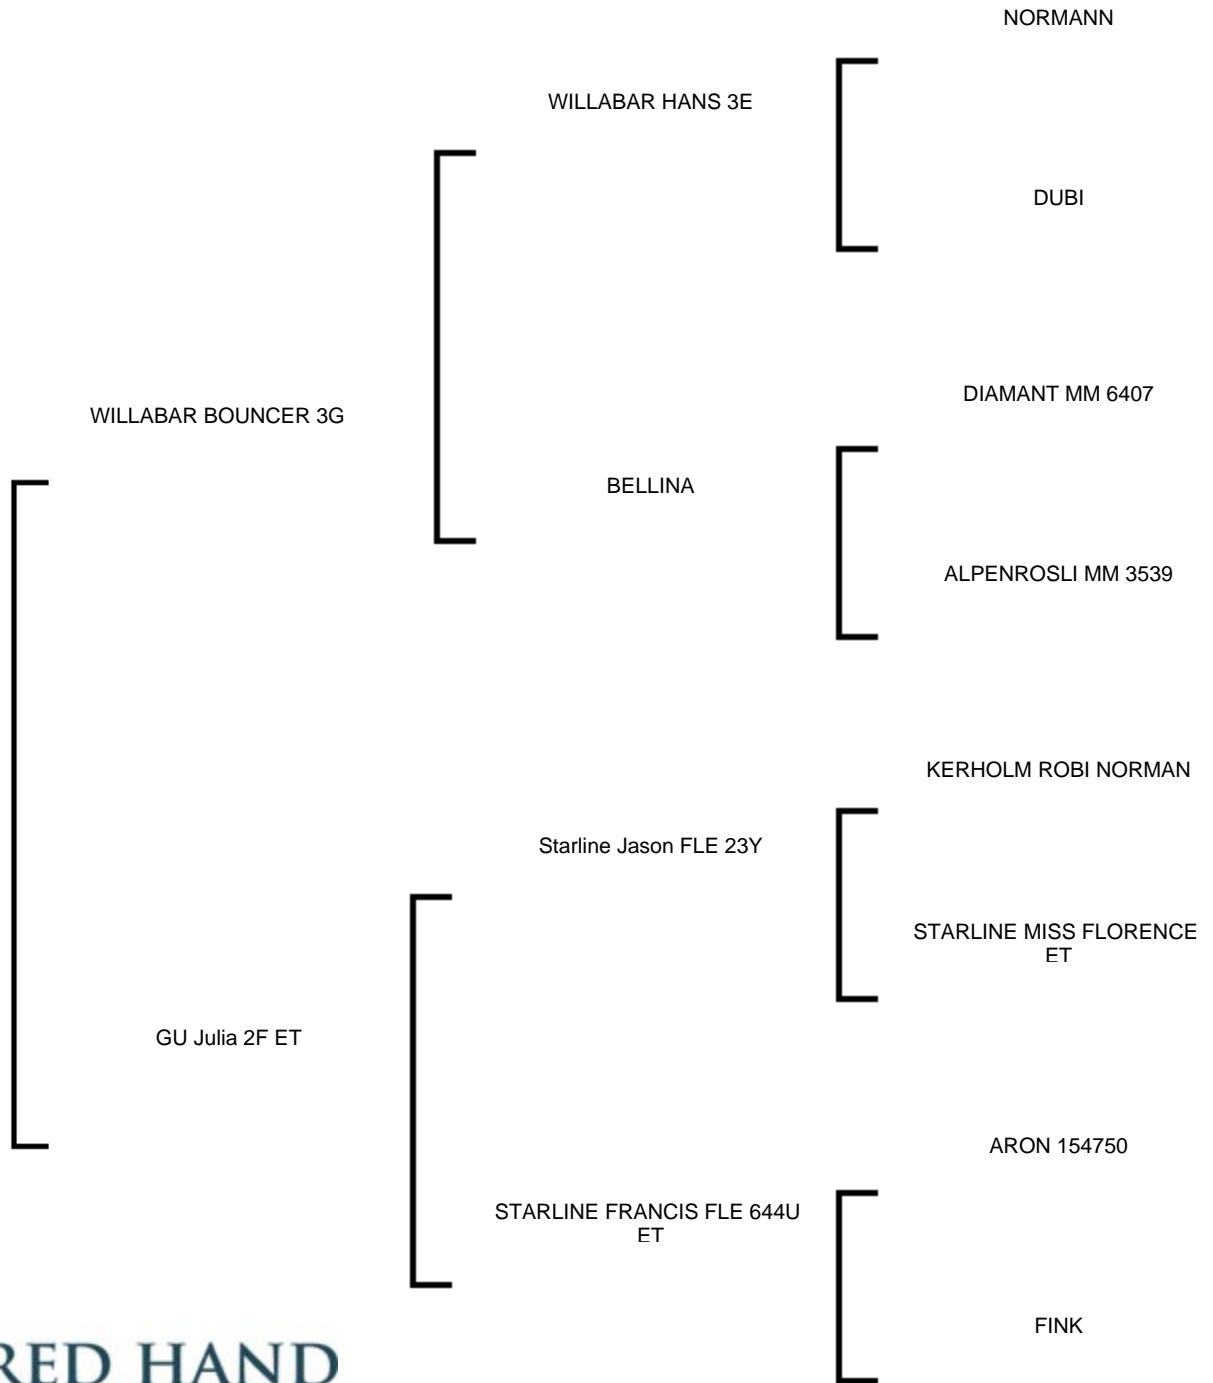 NORMANN
WILLABAR HANS 3E
DUBI
DIAMANT MM 6407
WILLABAR BOUNCER 3G
BELLINA
ALPENROSLI MM 3539
KERHOLM ROBI NORMAN
Starline Jason FLE 23Y
STARLINE MISS FLORENCE
ET
GU Julia 2F ET
ARON 154750
STARLINE FRANCIS FLE 644U
ET
FINK
RED HAND